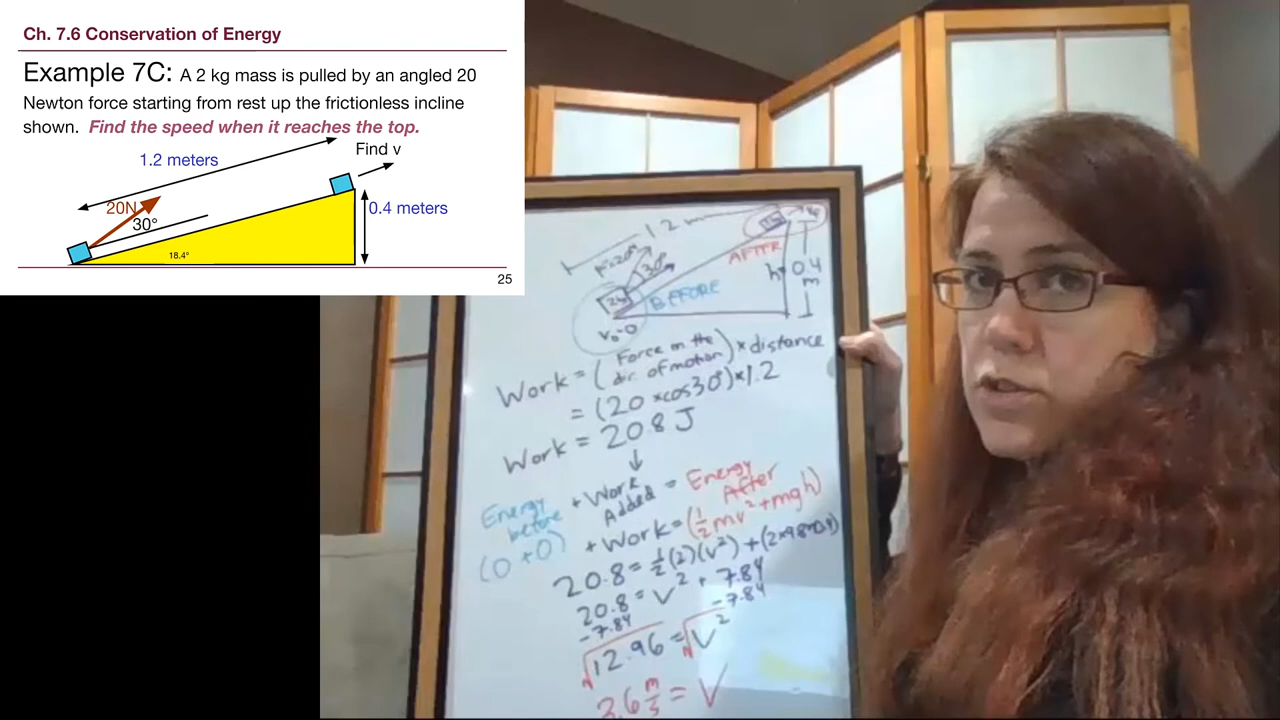 Ch. 7.6 Conservation of Energy
Example 7C: A 2 kg mass is pulled by an angled 20
Newton force starting from rest up the frictionless incline
shown. Find the speed when it reaches the top.
Find v
1.2 meters
20N
30°
0.4 meters
18.4°
25
1.2 m
F=20N
30°
AFTER
h
0.4
m
BEFORE
V₀=0
Work = (Force in the dir. of motion) × distance
= (20 × cos30°) × 1.2
Work = 20.8 J
↓
Energy before + Work Added = Energy After
(0 + 0) + Work = (½mv² + mgh)
20.8 = ½(2)(v²) + (2×9.8×0.4)
20.8 = v² + 7.84
-7.84 -7.84
√12.96 = √v²
3.6 m/s = V